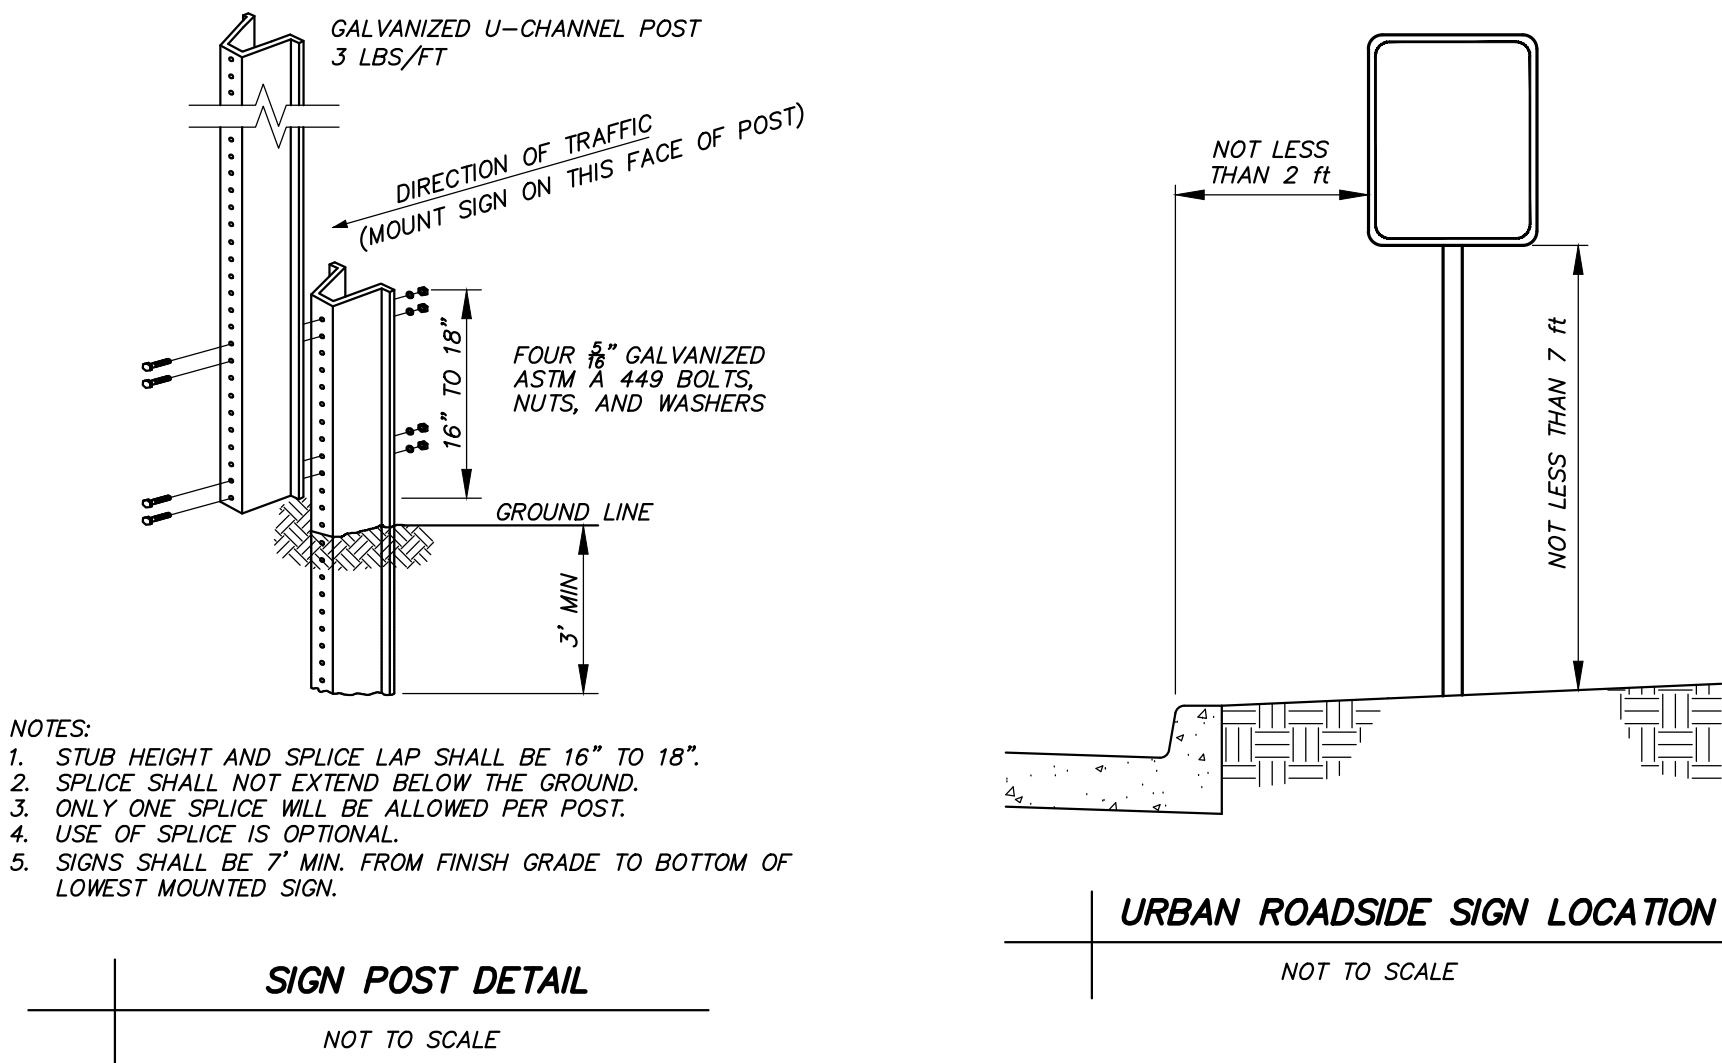 GALVANIZED U-CHANNEL POST
3 LBS/FT
DIRECTION OF TRAFFIC
(MOUNT SIGN ON THIS FACE OF POST)
16" TO 18"
FOUR 5/16" GALVANIZED
ASTM A 449 BOLTS,
NUTS, AND WASHERS
GROUND LINE
3' MIN
NOTES:
1. STUB HEIGHT AND SPLICE LAP SHALL BE 16" TO 18".
2. SPLICE SHALL NOT EXTEND BELOW THE GROUND.
3. ONLY ONE SPLICE WILL BE ALLOWED PER POST.
4. USE OF SPLICE IS OPTIONAL.
5. SIGNS SHALL BE 7' MIN. FROM FINISH GRADE TO BOTTOM OF
LOWEST MOUNTED SIGN.
SIGN POST DETAIL
NOT TO SCALE
NOT LESS
THAN 2 ft
NOT LESS THAN 7 ft
URBAN ROADSIDE SIGN LOCATION
NOT TO SCALE